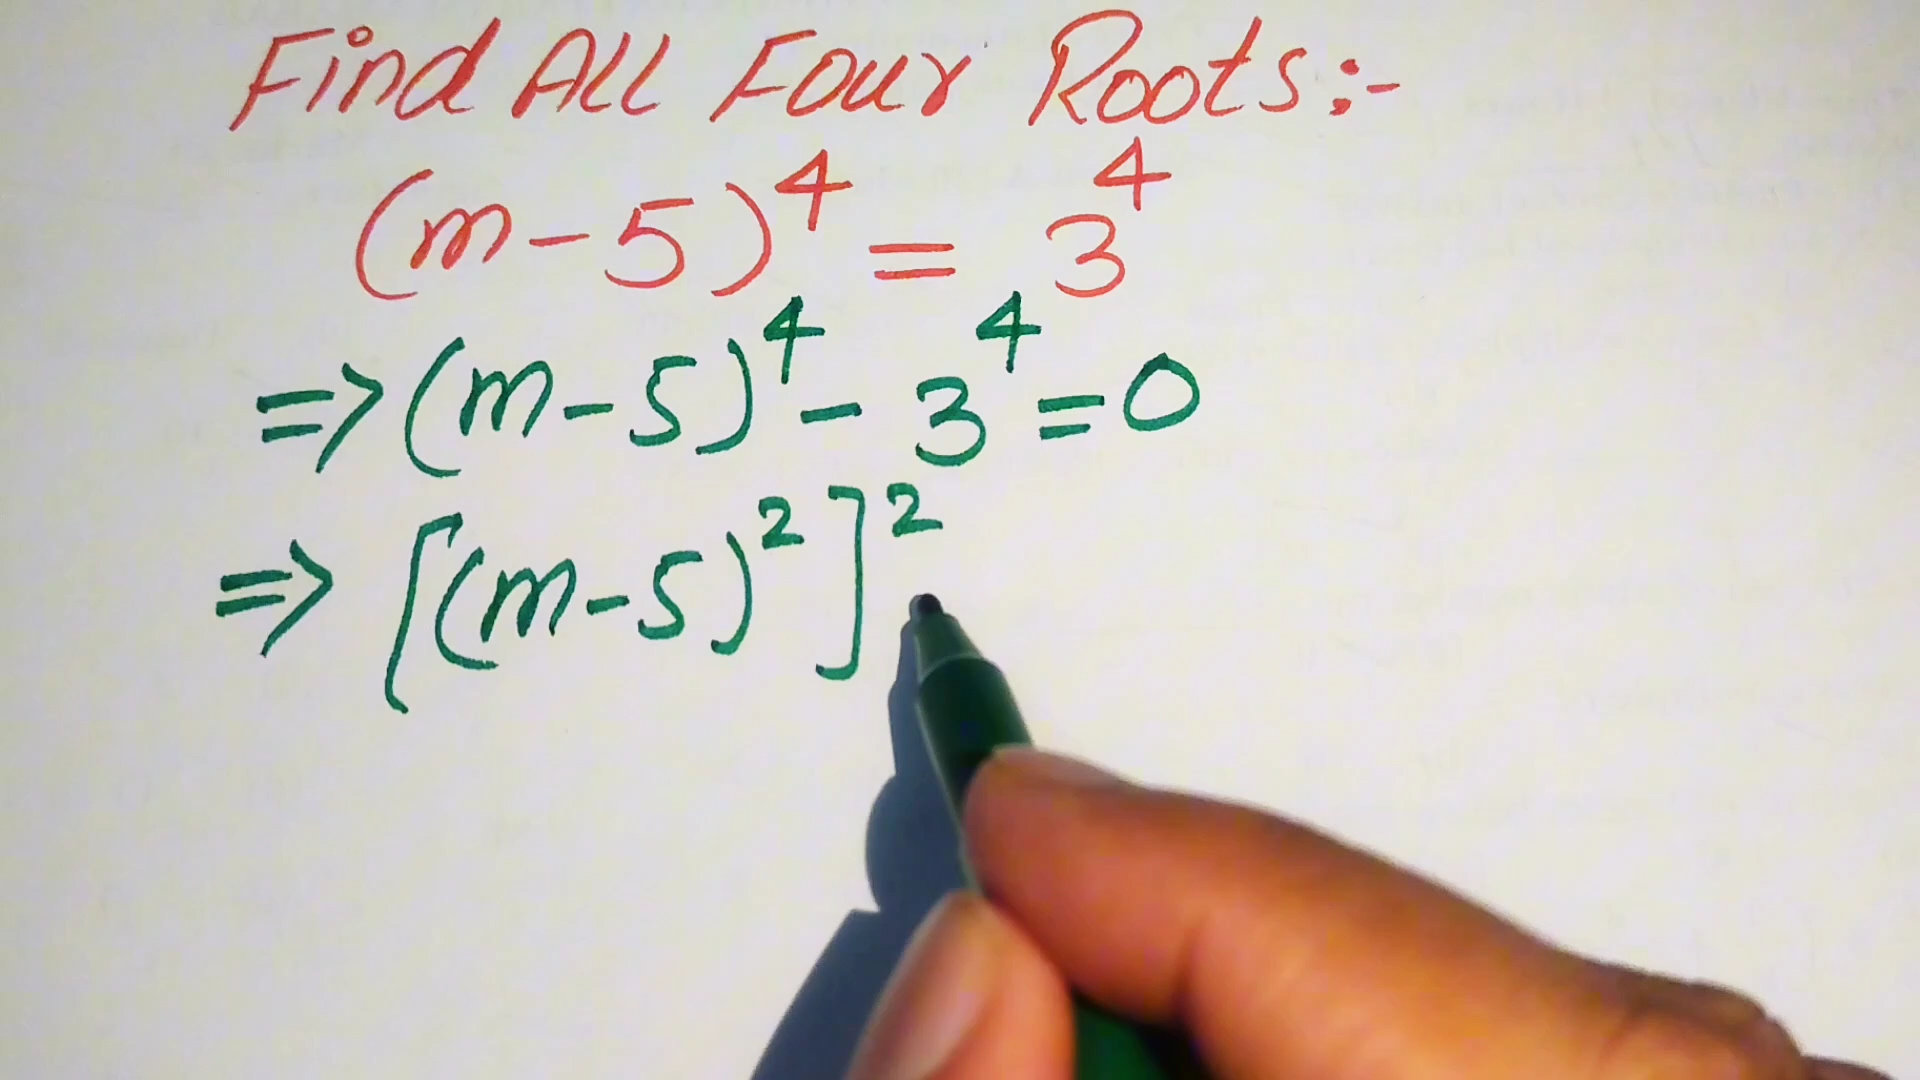 Find All Four Roots:-
(m-5)⁴ = 3⁴
=> (m-5)⁴ - 3⁴ = 0
=> [(m-5)²]²